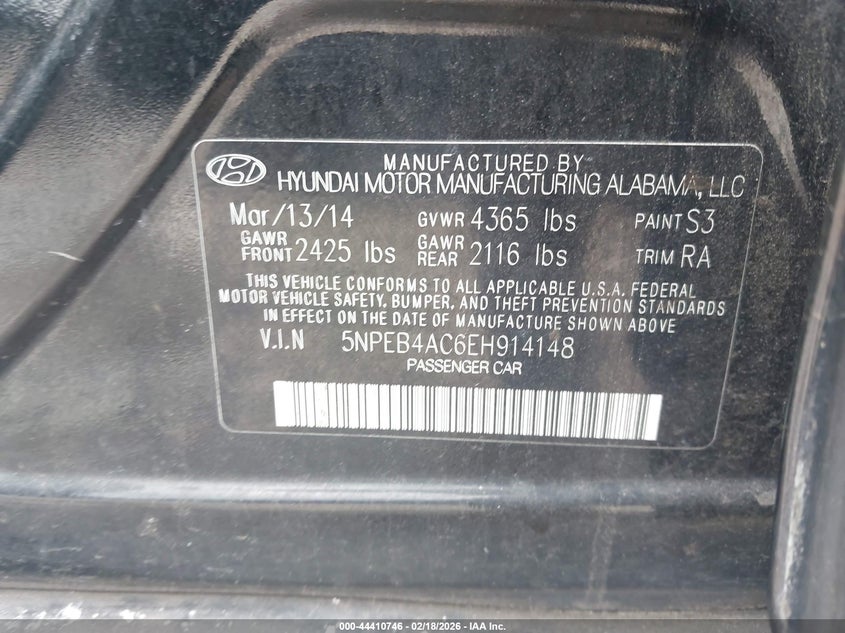 MANUFACTURED BY
HYUNDAI MOTOR MANUFACTURING ALABAMA, LLC
Mar/13/14 GVWR 4365 lbs PAINT S3
GAWR FRONT 2425 lbs GAWR REAR 2116 lbs TRIM RA
THIS VEHICLE CONFORMS TO ALL APPLICABLE U.S.A. FEDERAL
MOTOR VEHICLE SAFETY, BUMPER, AND THEFT PREVENTION STANDARDS
IN EFFECT ON THE DATE OF MANUFACTURE SHOWN ABOVE
V.I.N 5NPEB4AC6EH914148
PASSENGER CAR
000-44410746 - 02/18/2026 - IAA Inc.